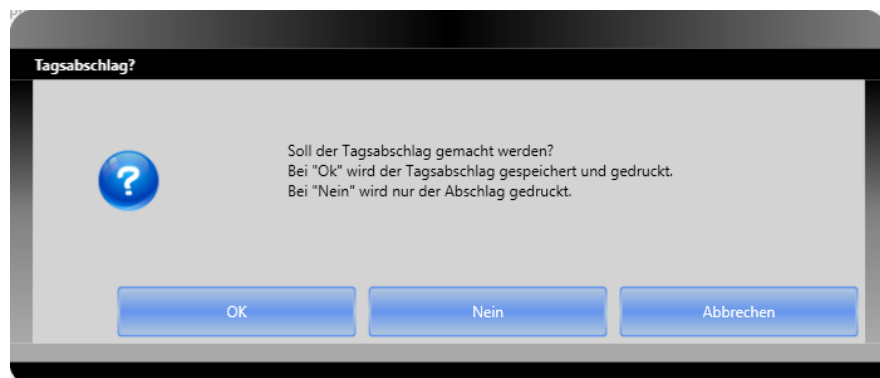 Tagsabschlag?
Soll der Tagsabschlag gemacht werden?
Bei "Ok" wird der Tagsabschlag gespeichert und gedruckt.
Bei "Nein" wird nur der Abschlag gedruckt.
OK
Nein
Abbrechen